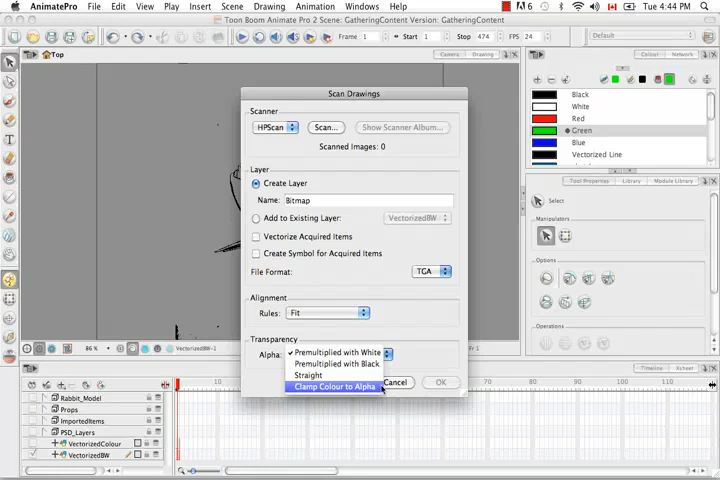 AnimatePro File Edit View Play Insert Scene Drawing Animation Windows Help 6 Tue 4:44 PM
Toon Boom Animate Pro 2 Scene: GatheringContent Version: GatheringContent
Frame 1 Start 1 Stop 474 FPS 24 Default
Top Camera Drawing Colour Network
Scan Drawings
Scanner
HPScan Scan... Show Scanner Album...
Scanned Images: 0
Layer
Create Layer
Name: Bitmap
Add to Existing Layer: VectorizedBW
Vectorize Acquired Items
Create Symbol for Acquired Items
File Format: TGA
Alignment
Rules: Fit
Transparency
Alpha: Premultiplied with White
Premultiplied with Black
Straight
Clamp Colour to Alpha
Cancel OK
Black
White
Red
Green
Blue
Vectorized Line
Tool Properties Library Module Library
Select
Manipulators
Options
Operations
86 % VectorizedBW-1 Fr 1
Timeline Xsheet
10 60 70 80 90 100 110
Rabbit_Model
Props
ImportedItems
PSD_Layers
VectorizedColour
VectorizedBW